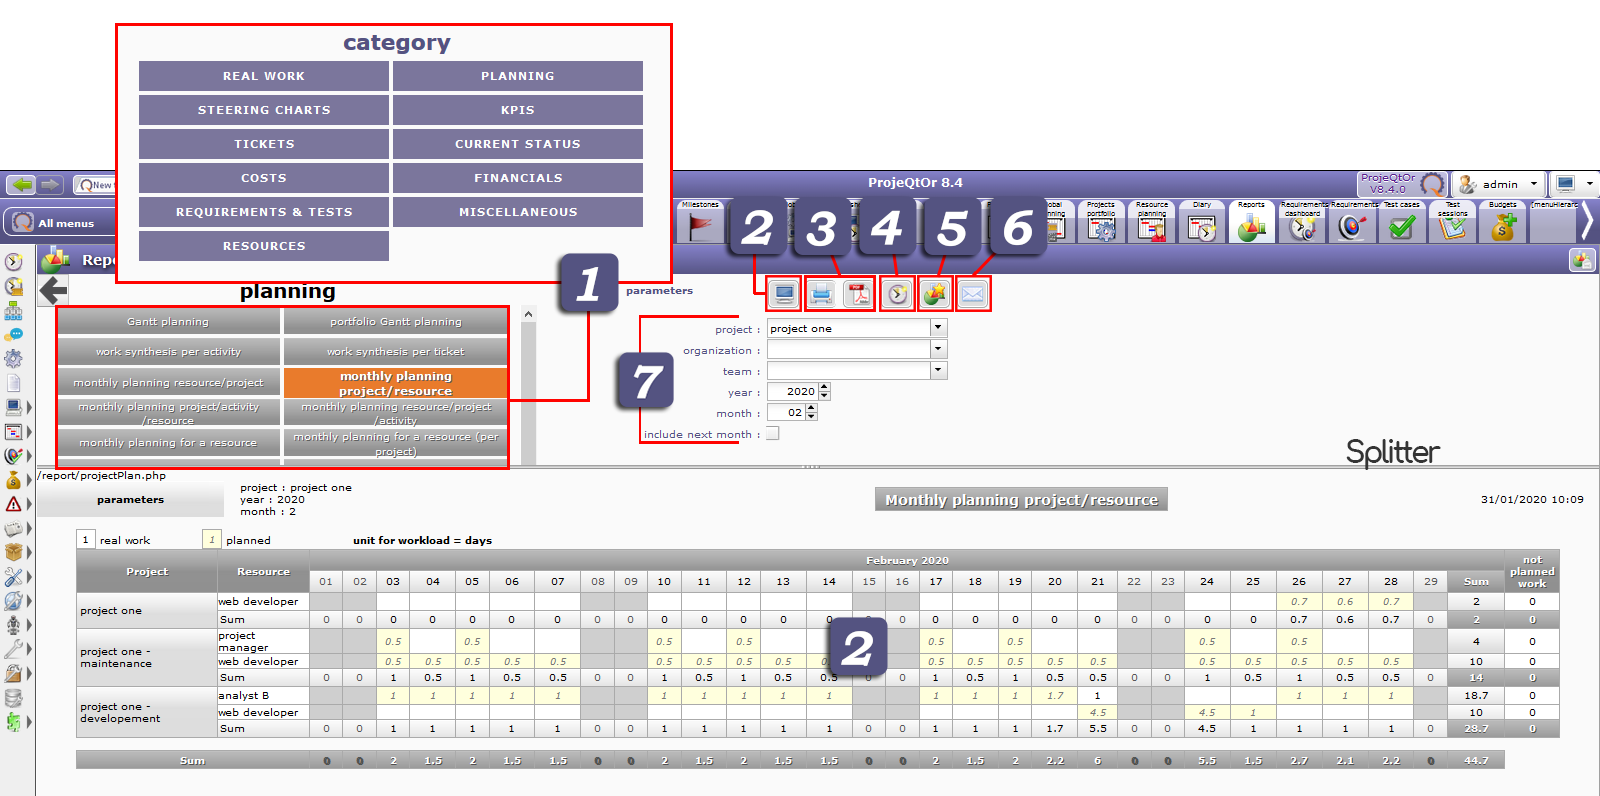 category
REAL WORK
PLANNING
STEERING CHARTS
KPIS
TICKETS
CURRENT STATUS
COSTS
FINANCIALS
REQUIREMENTS & TESTS
MISCELLANEOUS
RESOURCES
New
ProjeQtOr 8.4
ProjeQtOr
V8.4.0
admin
All menus
Milestones
Projects
portfolio
Resource
planning
Diary
Reports
Requirements
dashboard
Requirements
Test cases
Test
sessions
Budgets
2
3
4
5
6
1
planning
parameters
Gantt planning
portfolio Gantt planning
work synthesis per activity
work synthesis per ticket
monthly planning resource/project
monthly planning
project/resource
monthly planning project/activity
/resource
monthly planning resource/project
/activity
monthly planning for a resource
monthly planning for a resource (per
project)
7
project : project one
organization :
team :
year : 2020
month : 02
include next month :
Splitter
/report/projectPlan.php
parameters
project : project one
year : 2020
month : 2
Monthly planning project/resource
31/01/2020 10:09
1 real work 1 planned unit for workload = days
Project Resource February 2020 Sum not planned work
01 02 03 04 05 06 07 08 09 10 11 12 13 14 15 16 17 18 19 20 21 22 23 24 25 26 27 28 29
project one
web developer 0.7 0.6 0.7 2 0
Sum 0 0 0 0 0 0 0 0 0 0 0 0 0 0 0 0 0 0 0 0 0 0 0 0 0.7 0.6 0.7 0 2 0
project one -
maintenance
project
manager 0.5 0.5 0.5 0.5 0.5 0.5 0.5 0.5 4 0
web developer 0.5 0.5 0.5 0.5 0.5 0.5 0.5 0.5 0.5 0.5 0.5 0.5 0.5 0.5 0.5 0.5 0.5 0.5 0.5 10 0
Sum 0 0 1 0.5 1 0.5 0.5 0 0 1 0.5 1 0.5 0.5 0 0 1 0.5 1 0.5 0.5 0 0 1 0.5 1 0.5 0.5 0 14 0
2
project one -
developement
analyst B 1 1 1 1 1 1 1 1 1 1 1 1 1 1.7 1 1 1 1 18.7 0
web developer 4.5 4.5 1 10 0
Sum 0 0 1 1 1 1 1 0 0 1 1 1 1 1 0 0 1 1 1 1.7 5.5 0 0 4.5 1 1 1 1 0 28.7 0
Sum 0 0 2 1.5 2 1.5 1.5 0 0 2 1.5 2 1.5 1.5 0 0 2 1.5 2 2.2 6 0 0 5.5 1.5 2.7 2.1 2.2 0 44.7